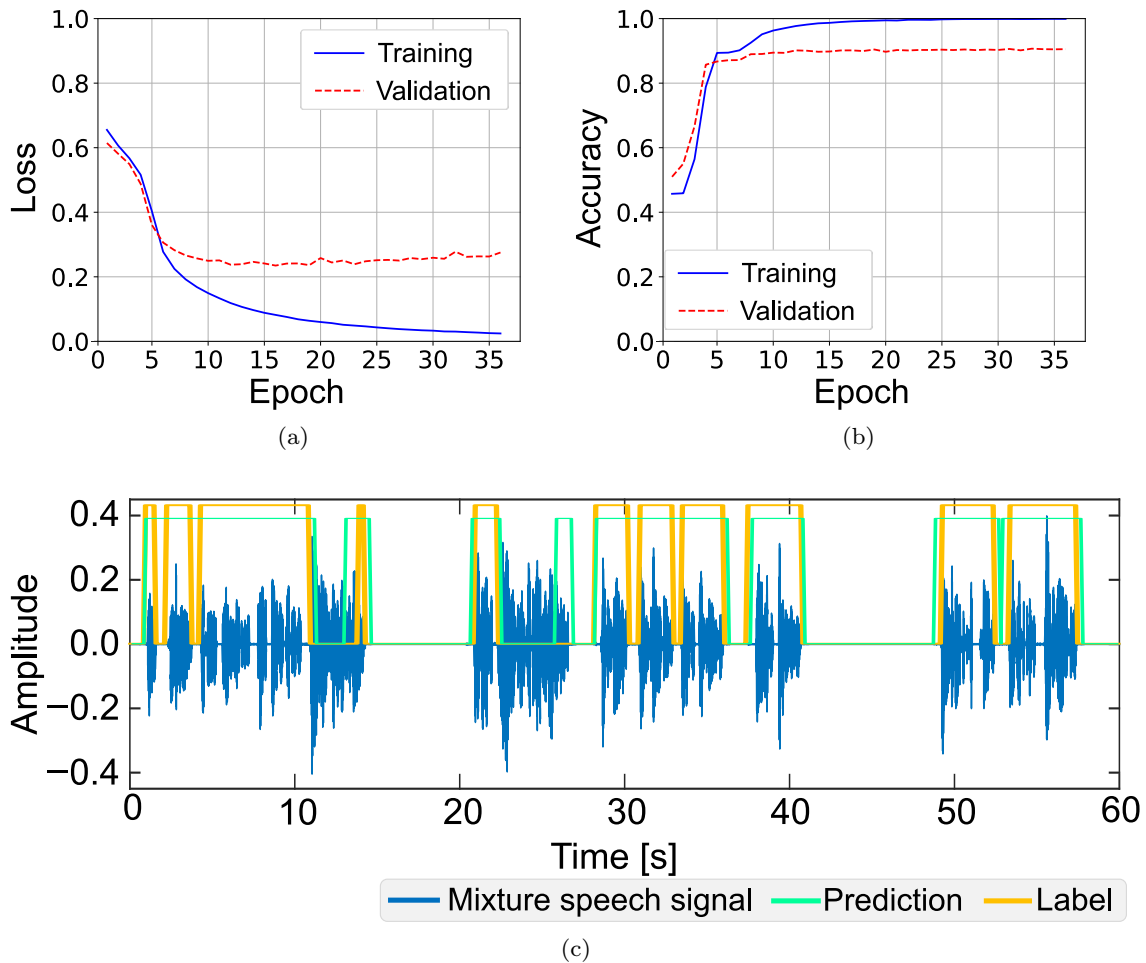 Loss
1.0
0.8
0.6
0.4
0.2
0.0
Training
Validation
0 5 10 15 20 25 30 35
Epoch
(a)
Accuracy
1.0
0.8
0.6
0.4
0.2
0.0
Training
Validation
0 5 10 15 20 25 30 35
Epoch
(b)
Amplitude
0.4
0.2
0.0
−0.2
−0.4
0 10 20 30 40 50 60
Time [s]
Mixture speech signal Prediction Label
(c)